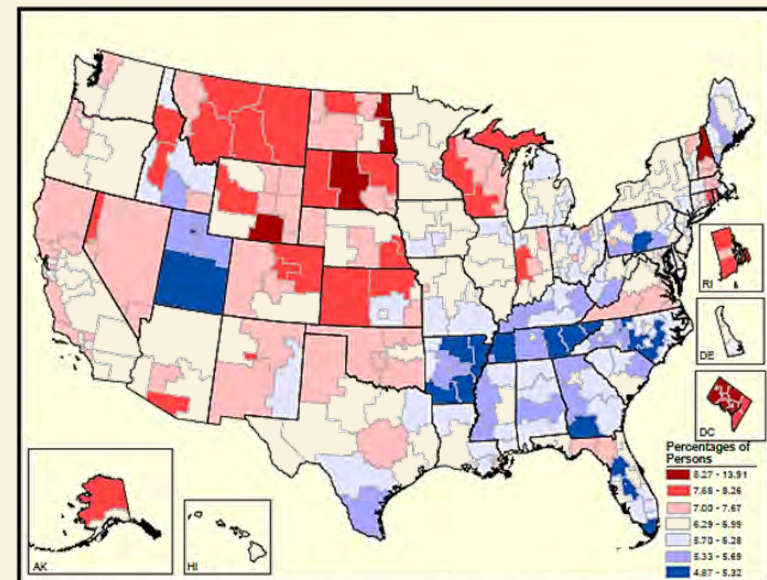 RI
DE
DC
AK
HI
Percentages of
Persons
8.27 - 13.91
7.68 - 8.26
7.00 - 7.67
6.29 - 6.99
5.70 - 6.28
5.33 - 5.69
4.87 - 5.32